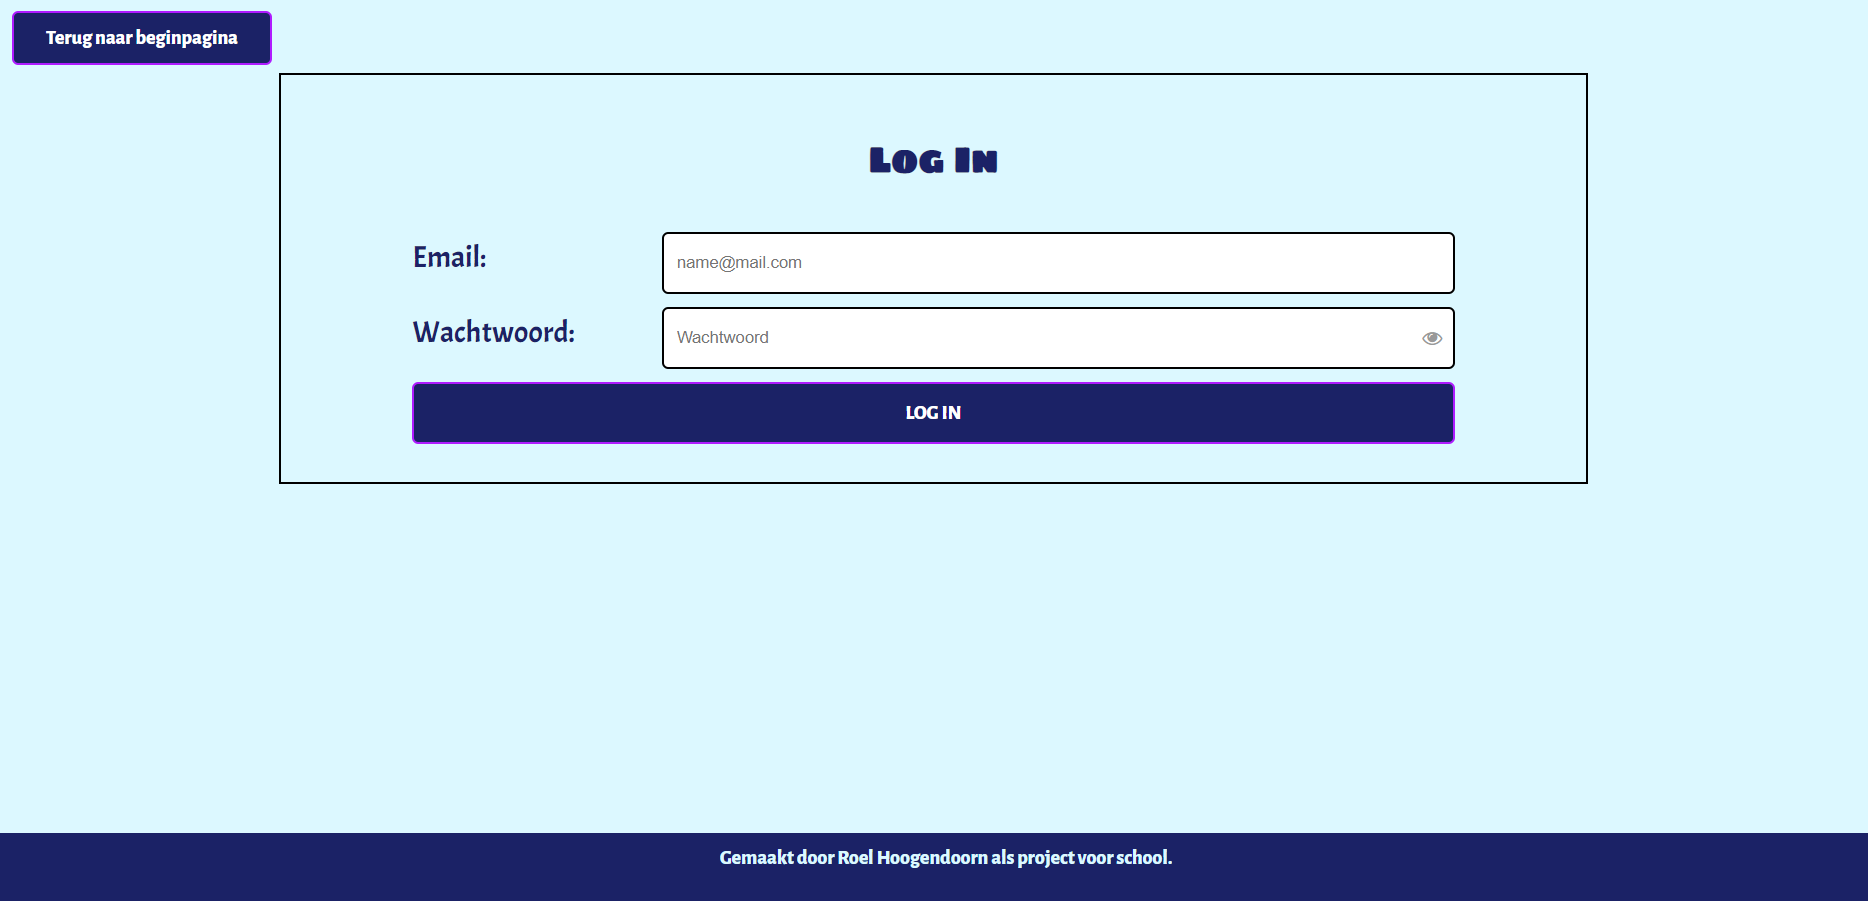 Terug naar beginpagina
Log In
Email:
name@mail.com
Wachtwoord:
Wachtwoord
LOG IN
Gemaakt door Roel Hoogendoorn als project voor school.